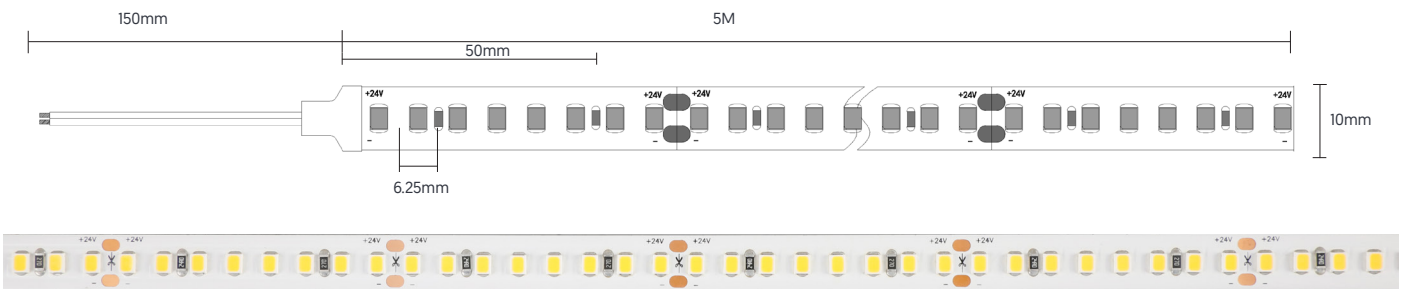 150mm 5M
50mm
+24V +24V +24V +24V +24V +24V
10mm
- - - - - -
6.25mm
+24V +24V +24V +24V +24V +24V +24V +24V +24V +24V
- - - - - - - - - -